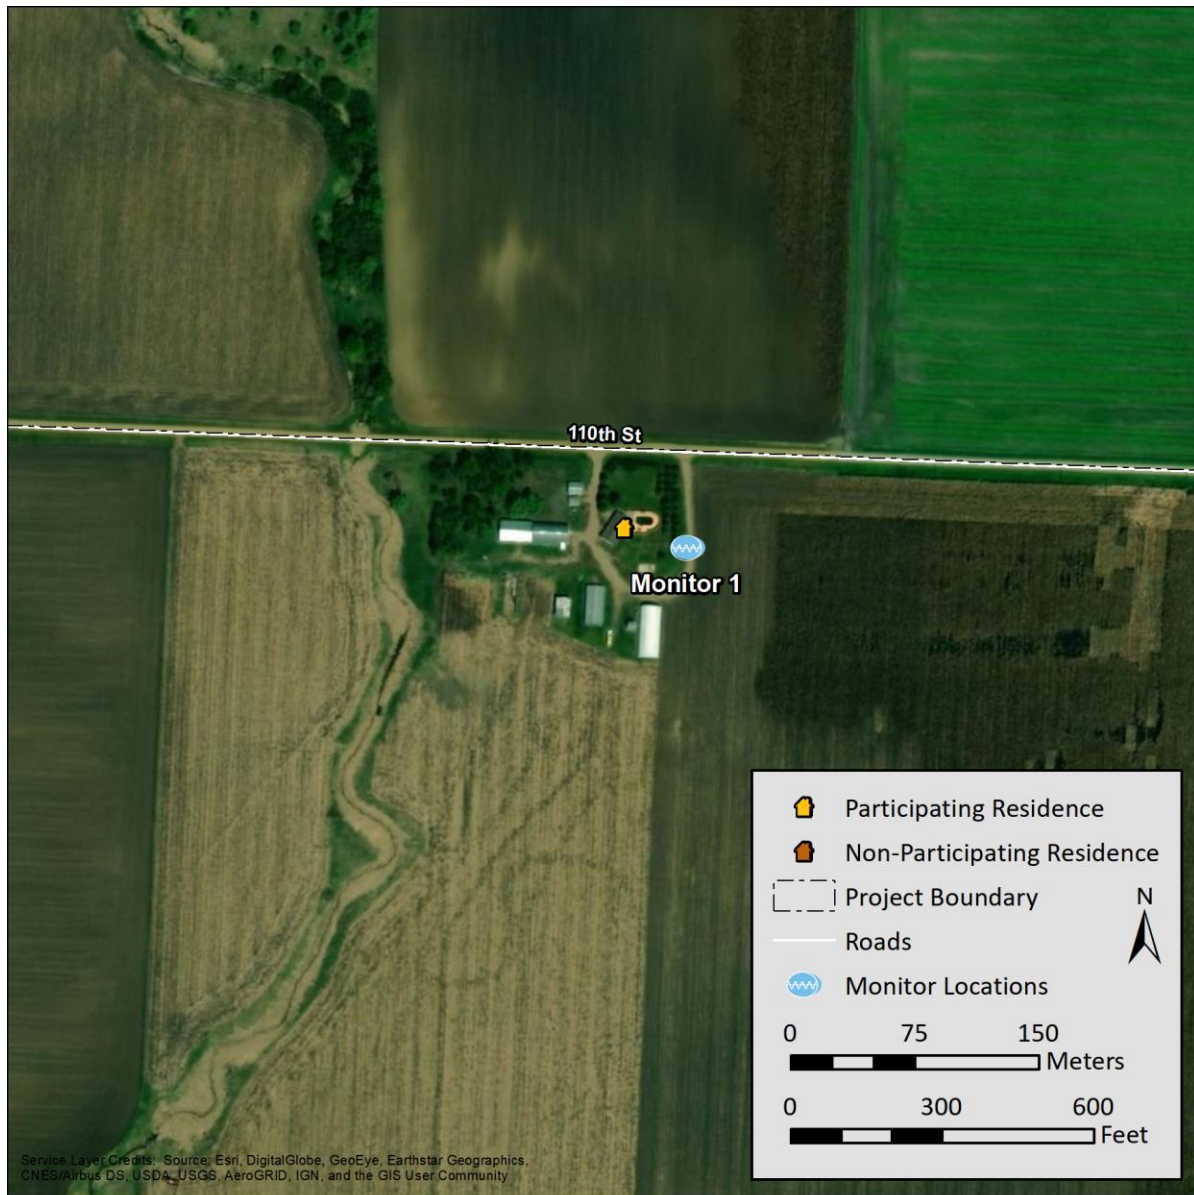 110th St
Monitor 1
Participating Residence
Non-Participating Residence
Project Boundary
N
Roads
Monitor Locations
0 75 150
Meters
0 300 600
Feet
Service Layer Credits: Source: Esri, DigitalGlobe, GeoEye, Earthstar Geographics,
CNES/Airbus DS, USDA, USGS, AeroGRID, IGN, and the GIS User Community